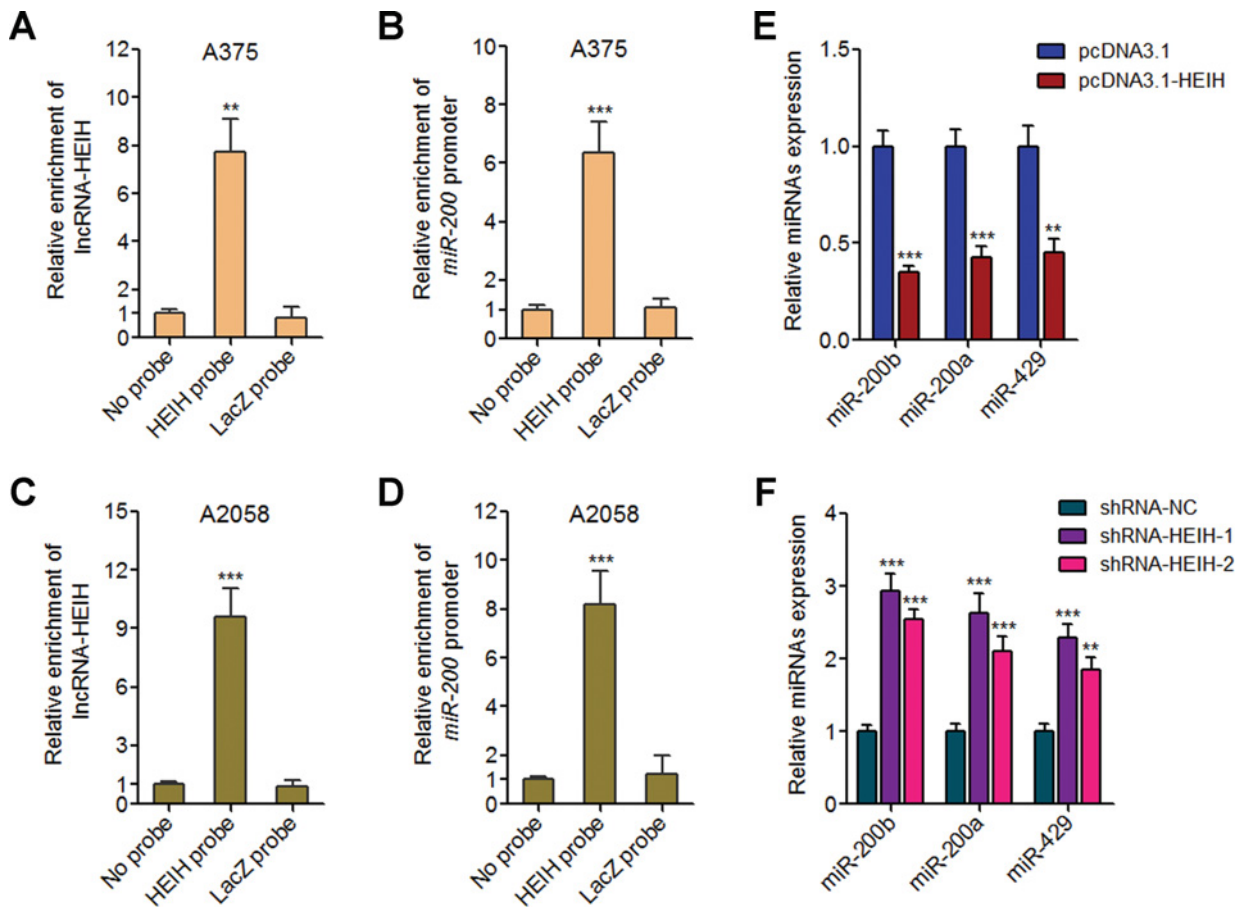 A
A375
Relative enrichment of
lncRNA-HEIH
12
10
8
6
4
2
1
0
**
No probe
HEIH probe
LacZ probe
B
A375
Relative enrichment of
miR-200 promoter
10
8
6
4
2
1
0
***
No probe
HEIH probe
LacZ probe
E
pcDNA3.1
pcDNA3.1-HEIH
Relative miRNAs expression
1.5
1.0
0.5
0.0
***
***
**
miR-200b
miR-200a
miR-429
C
A2058
Relative enrichment of
lncRNA-HEIH
15
12
9
6
3
1
0
***
No probe
HEIH probe
LacZ probe
D
A2058
Relative enrichment of
miR-200 promoter
12
10
8
6
4
2
1
0
***
No probe
HEIH probe
LacZ probe
F
shRNA-NC
shRNA-HEIH-1
shRNA-HEIH-2
Relative miRNAs expression
4
3
2
1
0
***
***
***
***
***
**
miR-200b
miR-200a
miR-429